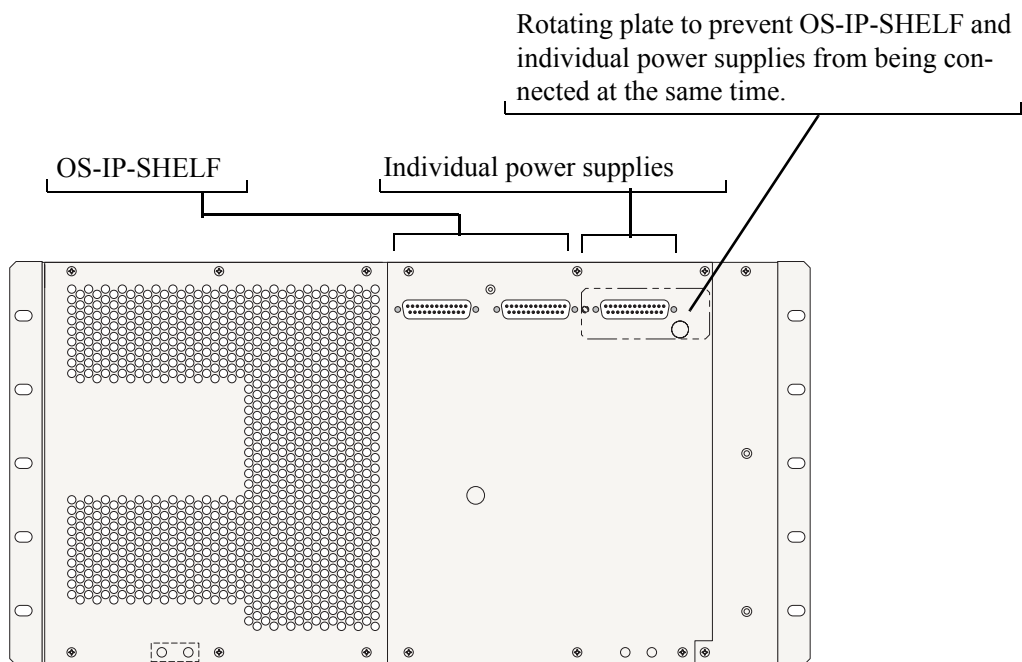 Rotating plate to prevent OS-IP-SHELF and
individual power supplies from being con-
nected at the same time.
OS-IP-SHELF
Individual power supplies